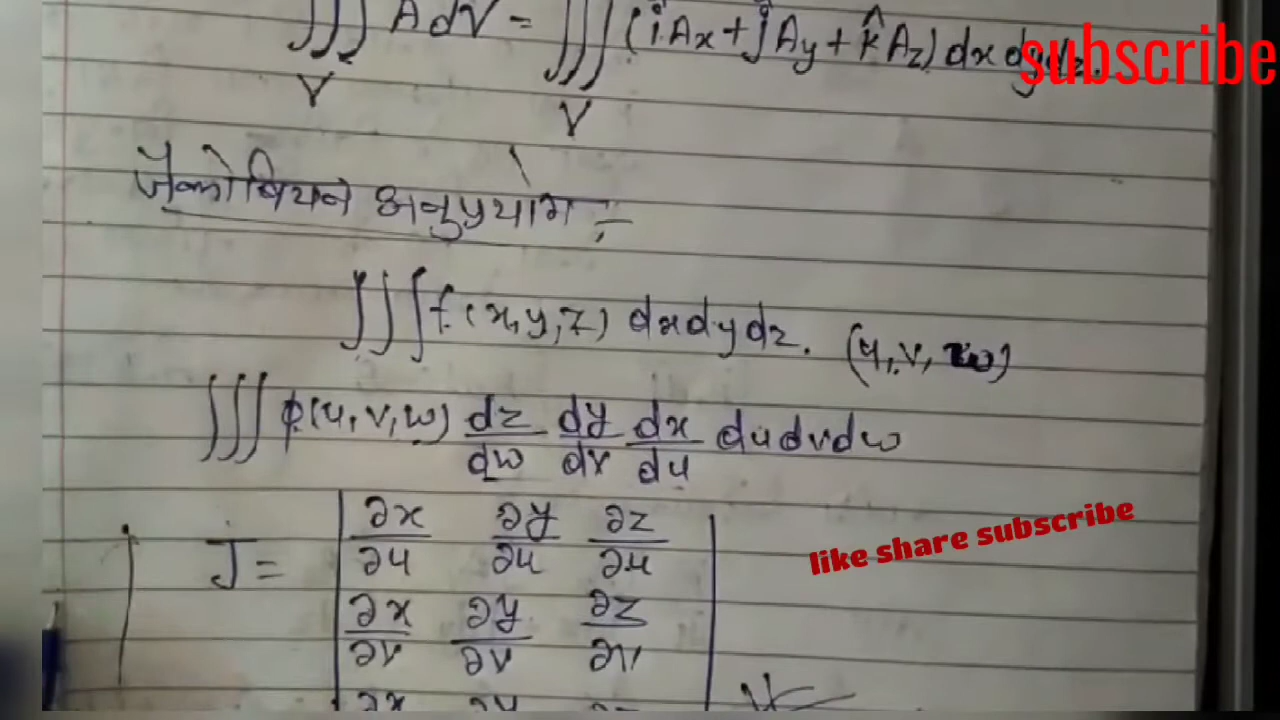 ∭ A dV = ∭ (îAx + ĵAy + k̂Az) dx dy dz.
V V
subscribe
जैकोबियन अनुप्रयोग :-
∭ f(x, y, z) dx dy dz. (u, v, w)
∭ φ(u, v, w) dz/dw dy/dv dx/du du dv dw
J = | ∂x/∂u ∂y/∂u ∂z/∂u |
like share subscribe
| ∂x/∂v ∂y/∂v ∂z/∂v |
∂x ∂y